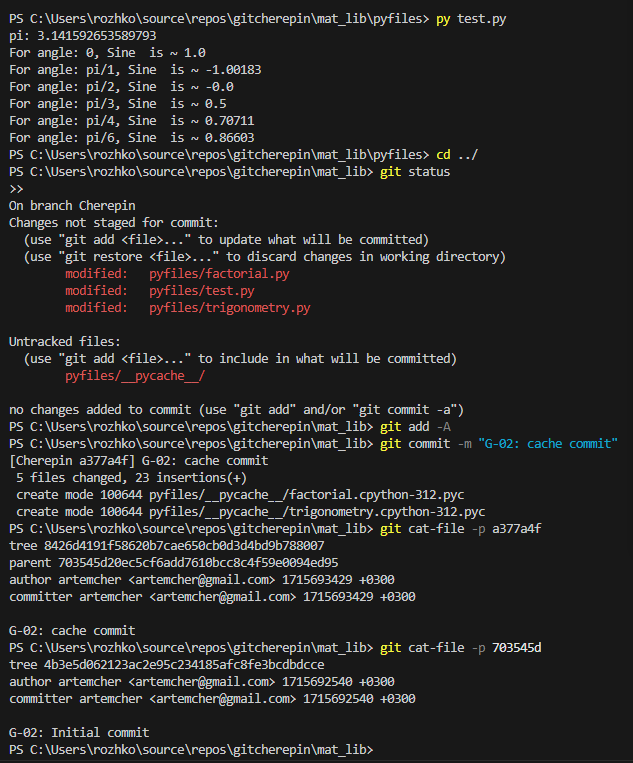 PS C:\Users\rozhko\source\repos\gitcherepin\mat_lib\pyfiles> py test.py
pi: 3.141592653589793
For angle: 0, Sine  is ~ 1.0
For angle: pi/1, Sine  is ~ -1.00183
For angle: pi/2, Sine  is ~ -0.0
For angle: pi/3, Sine  is ~ 0.5
For angle: pi/4, Sine  is ~ 0.70711
For angle: pi/6, Sine  is ~ 0.86603
PS C:\Users\rozhko\source\repos\gitcherepin\mat_lib\pyfiles> cd ../
PS C:\Users\rozhko\source\repos\gitcherepin\mat_lib> git status
>>
On branch Cherepin
Changes not staged for commit:
  (use "git add <file>..." to update what will be committed)
  (use "git restore <file>..." to discard changes in working directory)
        modified:   pyfiles/factorial.py
        modified:   pyfiles/test.py
        modified:   pyfiles/trigonometry.py

Untracked files:
  (use "git add <file>..." to include in what will be committed)
        pyfiles/__pycache__/

no changes added to commit (use "git add" and/or "git commit -a")
PS C:\Users\rozhko\source\repos\gitcherepin\mat_lib> git add -A
PS C:\Users\rozhko\source\repos\gitcherepin\mat_lib> git commit -m "G-02: cache commit"
[Cherepin a377a4f] G-02: cache commit
 5 files changed, 23 insertions(+)
 create mode 100644 pyfiles/__pycache__/factorial.cpython-312.pyc
 create mode 100644 pyfiles/__pycache__/trigonometry.cpython-312.pyc
PS C:\Users\rozhko\source\repos\gitcherepin\mat_lib> git cat-file -p a377a4f
tree 8426d4191f58620b7cae650cb0d3d4bd9b788007
parent 703545d20ec5cf6add7610bcc8c4f59e0094ed95
author artemcher <artemcher@gmail.com> 1715693429 +0300
committer artemcher <artemcher@gmail.com> 1715693429 +0300

G-02: cache commit
PS C:\Users\rozhko\source\repos\gitcherepin\mat_lib> git cat-file -p 703545d
tree 4b3e5d062123ac2e95c234185afc8fe3bcdbdcce
author artemcher <artemcher@gmail.com> 1715692540 +0300
committer artemcher <artemcher@gmail.com> 1715692540 +0300

G-02: Initial commit
PS C:\Users\rozhko\source\repos\gitcherepin\mat_lib>